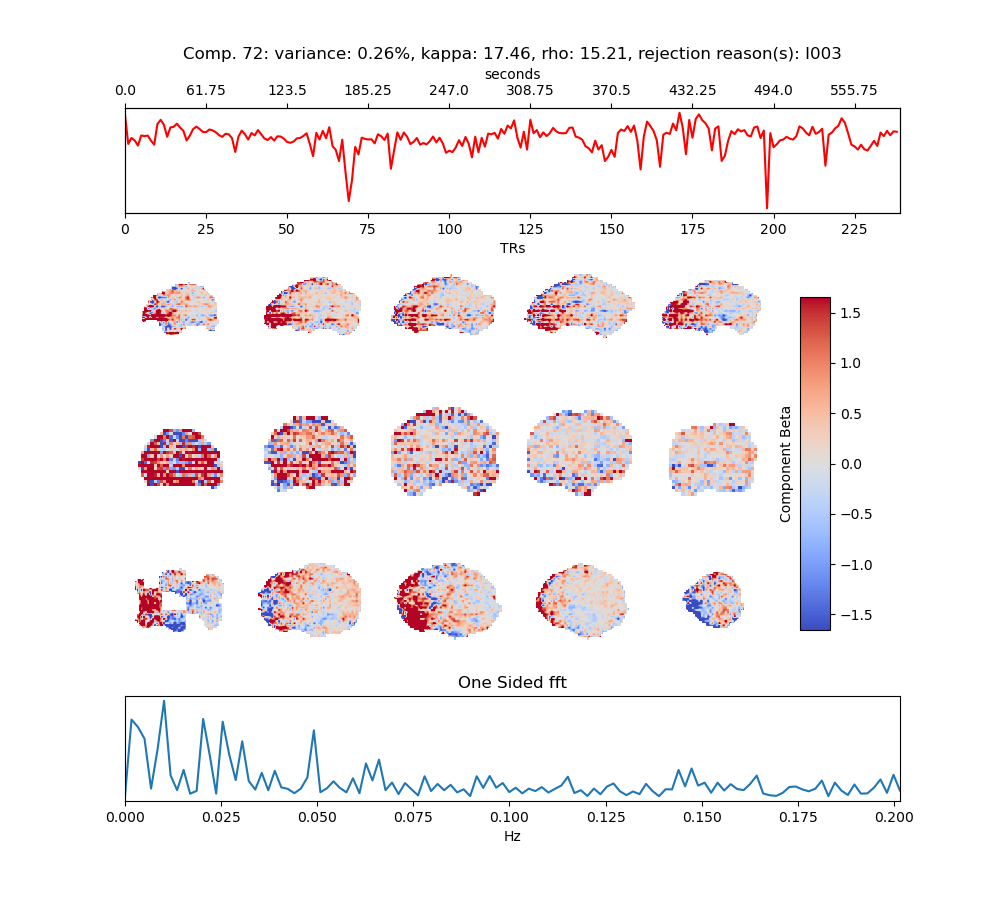 Comp. 72: variance: 0.26%, kappa: 17.46, rho: 15.21, rejection reason(s): I003
seconds
0.0 61.75 123.5 185.25 247.0 308.75 370.5 432.25 494.0 555.75
0 25 50 75 100 125 150 175 200 225
TRs
1.5
1.0
0.5
0.0
−0.5
−1.0
−1.5
Component Beta
One Sided fft
0.000 0.025 0.050 0.075 0.100 0.125 0.150 0.175 0.200
Hz